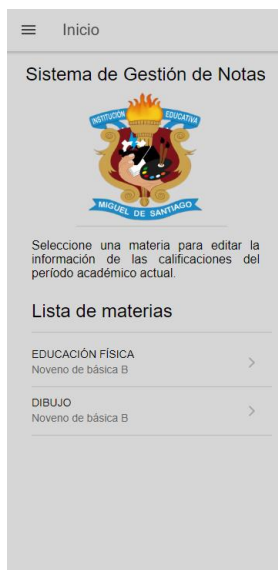 Inicio
Sistema de Gestión de Notas
INSTITUCIÓN EDUCATIVA
MIGUEL DE SANTIAGO
Seleccione una materia para editar la
información de las calificaciones del
período académico actual.
Lista de materias
EDUCACIÓN FÍSICA
Noveno de básica B
DIBUJO
Noveno de básica B